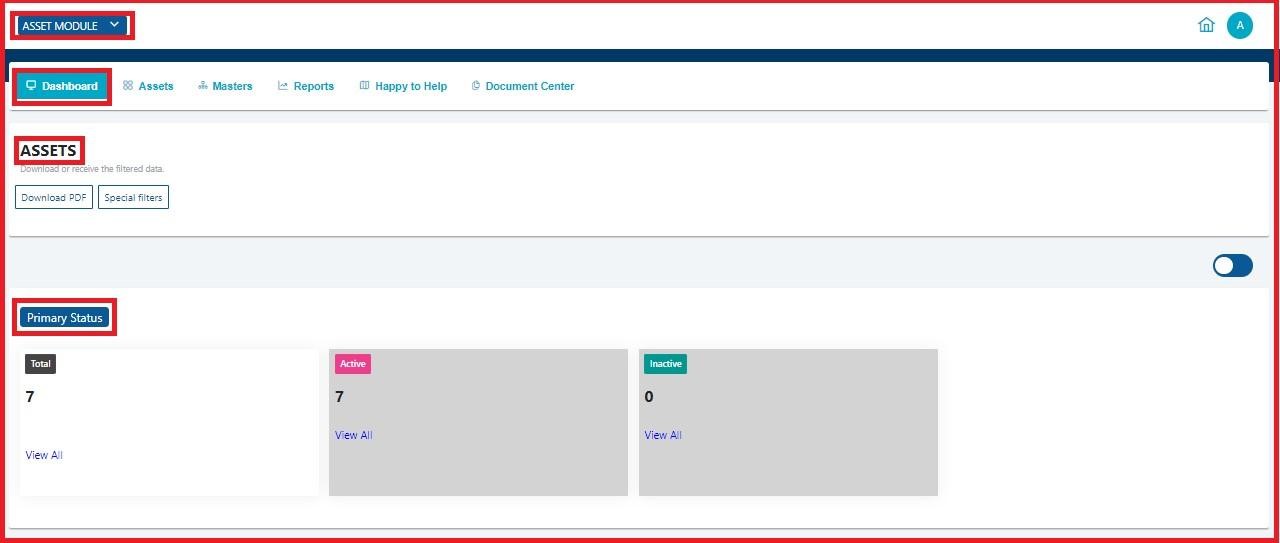 ASSET MODULE
A
Dashboard Assets Masters Reports Happy to Help Document Center
ASSETS
Download or receive the filtered data.
Download PDF Special filters
Primary Status
Total Active Inactive
7 7 0
View All View All View All